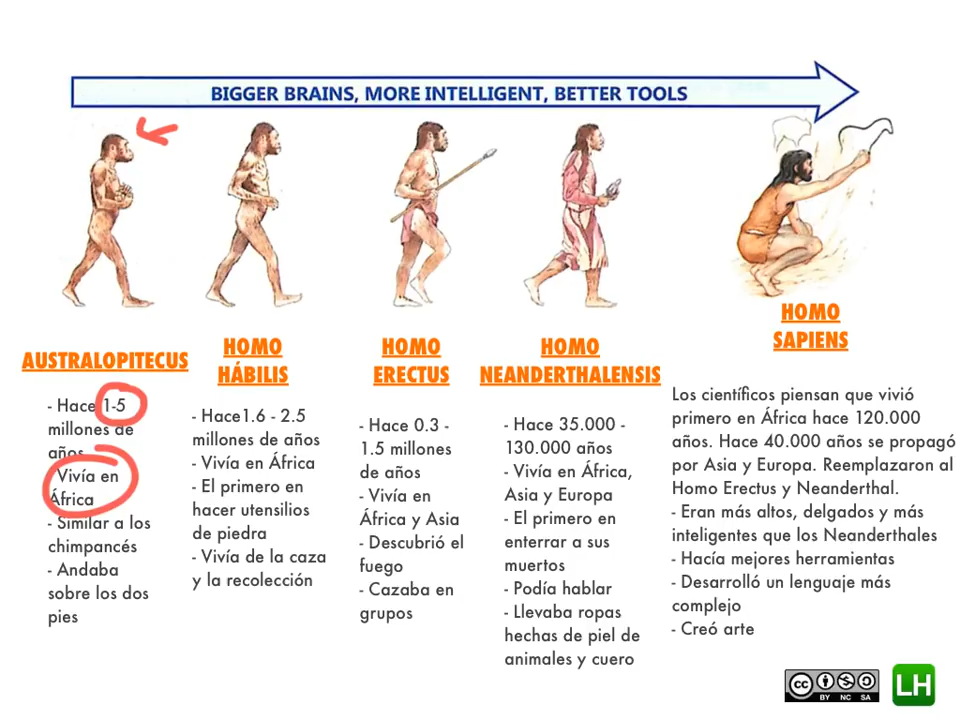 BIGGER BRAINS, MORE INTELLIGENT, BETTER TOOLS
AUSTRALOPITECUS
- Hace 1-5
millones de
años
- Vivía en
África
- Similar a los
chimpancés
- Andaba
sobre los dos
pies
HOMO
HÁBILIS
- Hace1.6 - 2.5
millones de años
- Vivía en África
- El primero en
hacer utensilios
de piedra
- Vivía de la caza
y la recolección
HOMO
ERECTUS
- Hace 0.3 -
1.5 millones
de años
- Vivía en
África y Asia
- Descubrió el
fuego
- Cazaba en
grupos
HOMO
NEANDERTHALENSIS
- Hace 35.000 -
130.000 años
- Vivía en África,
Asia y Europa
- El primero en
enterrar a sus
muertos
- Podía hablar
- Llevaba ropas
hechas de piel de
animales y cuero
HOMO
SAPIENS
Los científicos piensan que vivió
primero en África hace 120.000
años. Hace 40.000 años se propagó
por Asia y Europa. Reemplazaron al
Homo Erectus y Neanderthal.
- Eran más altos, delgados y más
inteligentes que los Neanderthales
- Hacía mejores herramientas
- Desarrolló un lenguaje más
complejo
- Creó arte
cc
BY NC SA
LH